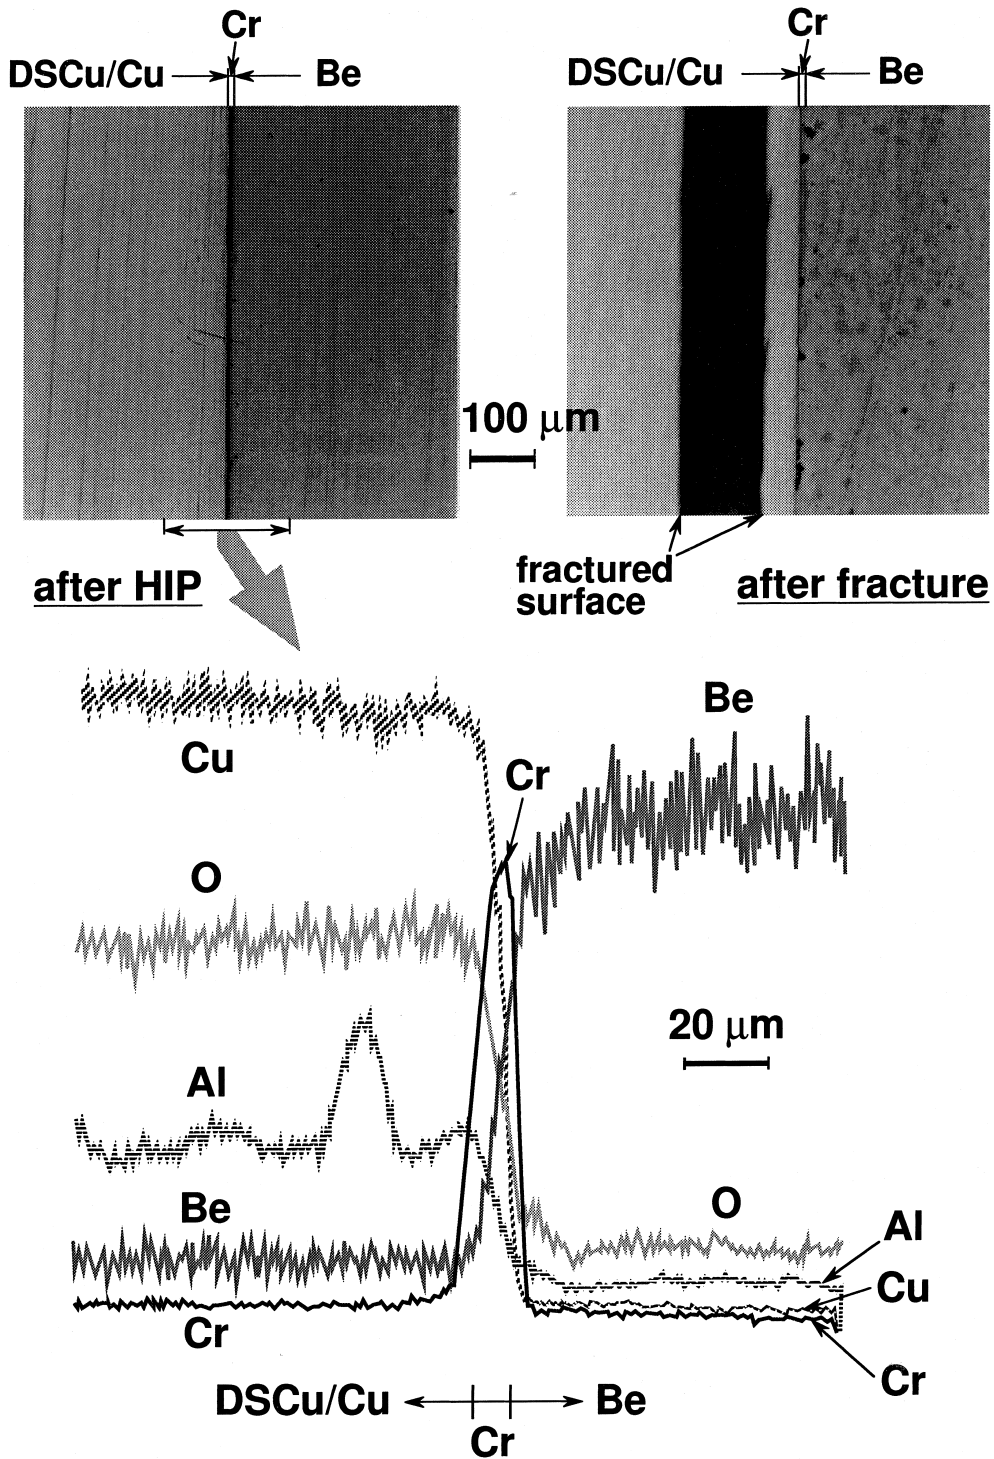 Cr
DSCu/Cu
Be
Cr
DSCu/Cu
Be
100 μm
after HIP
fractured
surface
after fracture
Cu
Be
Cr
O
20 μm
Al
Be
O
Al
Cu
Cr
Cr
DSCu/Cu
Be
Cr